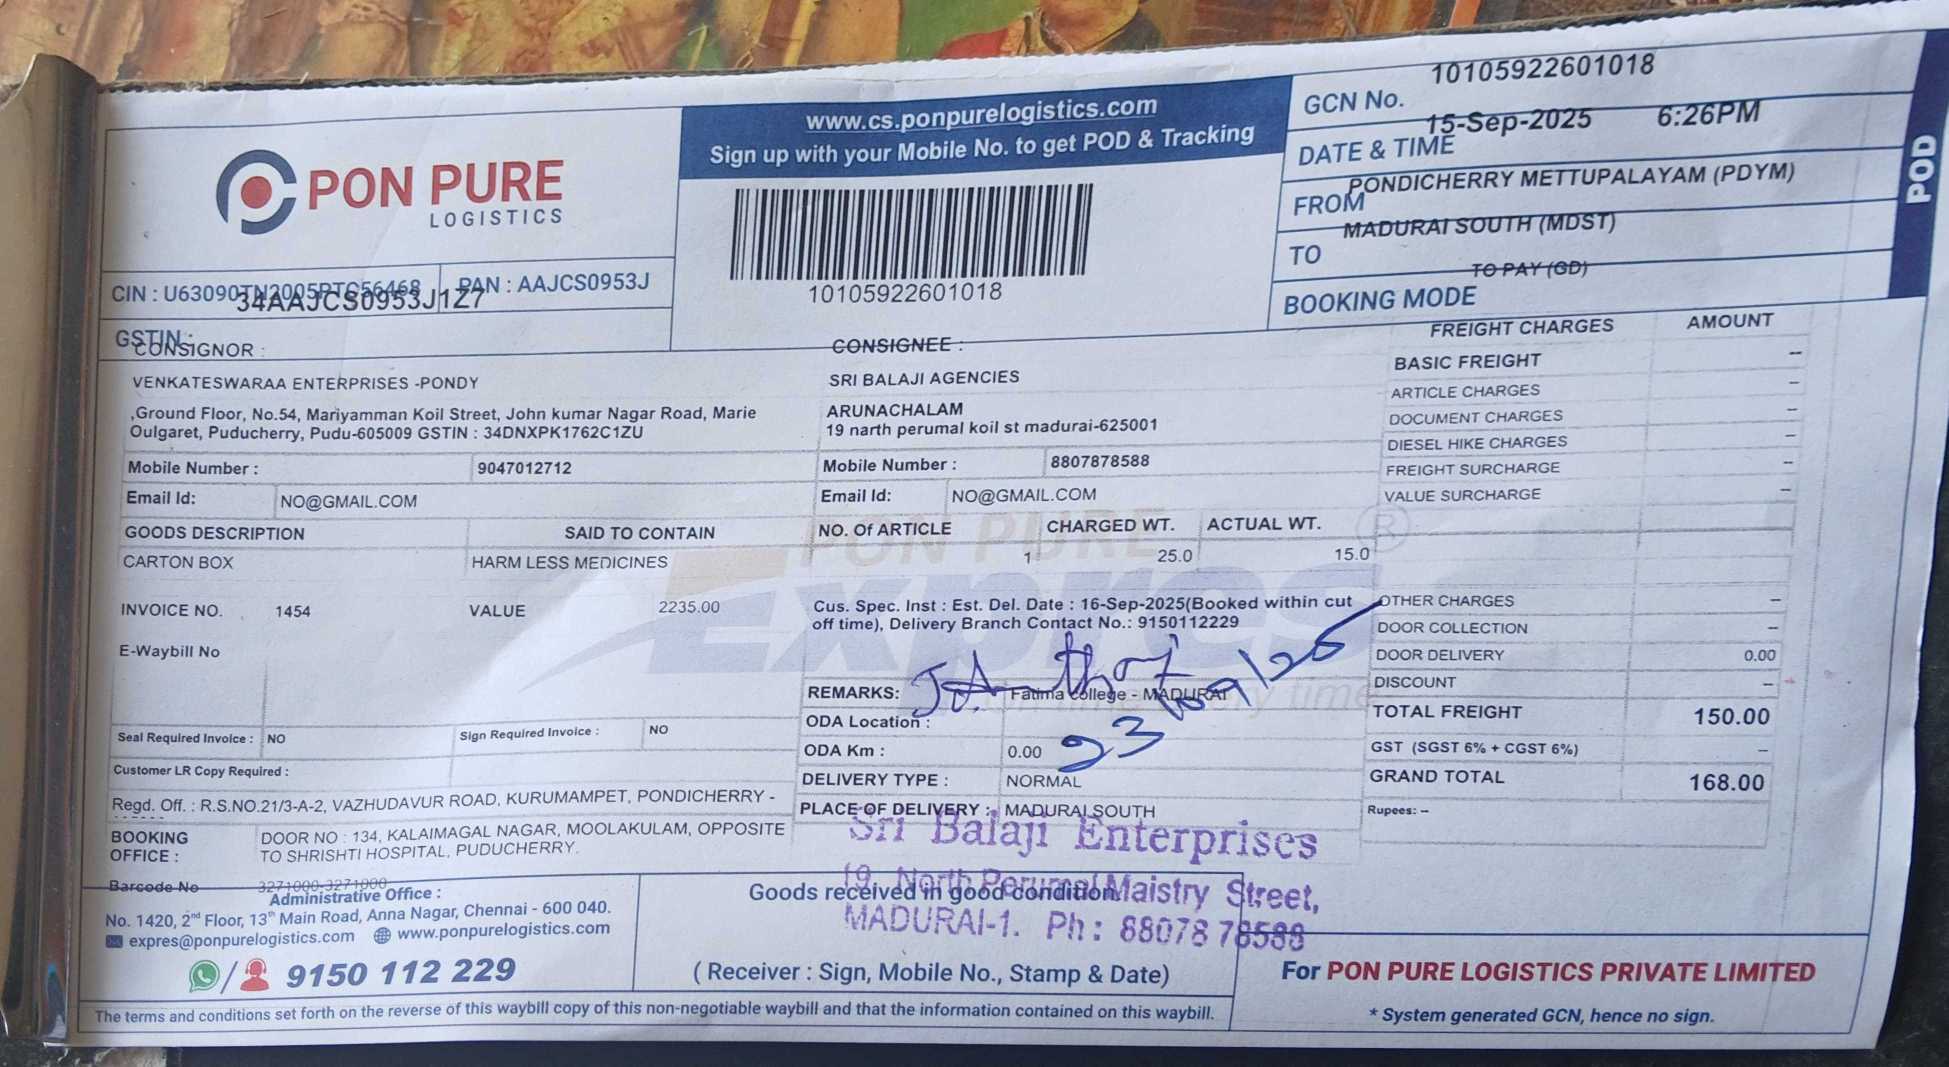 www.cs.ponpurelogistics.com
Sign up with your Mobile No. to get POD & Tracking
PON PURE
LOGISTICS
CIN : U63090TN2005PTC56468
PAN : AAJCS0953J
34AAJCS0953J1Z7
GSTIN :
10105922601018
GCN No. 10105922601018
DATE & TIME 15-Sep-2025 6:26PM
FROM PONDICHERRY METTUPALAYAM (PDYM)
TO MADURAI SOUTH (MDST)
BOOKING MODE TO PAY (GD)
POD
CONSIGNOR :
VENKATESWARAA ENTERPRISES -PONDY
,Ground Floor, No.54, Mariyamman Koil Street, John kumar Nagar Road, Marie
Oulgaret, Puducherry, Pudu-605009 GSTIN : 34DNXPK1762C1ZU
Mobile Number : 9047012712
Email Id: NO@GMAIL.COM
CONSIGNEE :
SRI BALAJI AGENCIES
ARUNACHALAM
19 narth perumal koil st madurai-625001
Mobile Number : 8807878588
Email Id: NO@GMAIL.COM
GOODS DESCRIPTION SAID TO CONTAIN NO. Of ARTICLE CHARGED WT. ACTUAL WT.
CARTON BOX HARM LESS MEDICINES 1 25.0 15.0
INVOICE NO. 1454 VALUE 2235.00
E-Waybill No
Cus. Spec. Inst : Est. Del. Date : 16-Sep-2025(Booked within cut
off time), Delivery Branch Contact No.: 9150112229
PON PURE
Expres
REMARKS: Fatima college - MADURAI
ODA Location :
ODA Km : 0.00
DELIVERY TYPE : NORMAL
PLACE OF DELIVERY : MADURAI SOUTH
Seal Required Invoice : NO
Sign Required Invoice : NO
Customer LR Copy Required :
Regd. Off. : R.S.NO.21/3-A-2, VAZHUDAVUR ROAD, KURUMAMPET, PONDICHERRY -
BOOKING OFFICE : DOOR NO : 134, KALAIMAGAL NAGAR, MOOLAKULAM, OPPOSITE
TO SHRISHTI HOSPITAL, PUDUCHERRY.
Barcode No 3271000-3271000
FREIGHT CHARGES AMOUNT
BASIC FREIGHT --
ARTICLE CHARGES --
DOCUMENT CHARGES --
DIESEL HIKE CHARGES --
FREIGHT SURCHARGE --
VALUE SURCHARGE --
OTHER CHARGES --
DOOR COLLECTION --
DOOR DELIVERY 0.00
DISCOUNT --
TOTAL FREIGHT 150.00
GST (SGST 6% + CGST 6%) --
GRAND TOTAL 168.00
Rupees: --
Administrative Office :
No. 1420, 2nd Floor, 13th Main Road, Anna Nagar, Chennai - 600 040.
expres@ponpurelogistics.com www.ponpurelogistics.com
9150 112 229
Goods received in good condition
(Receiver : Sign, Mobile No., Stamp & Date)
Sri Balaji Enterprises
19, North Perumal Maistry Street,
MADURAI-1. Ph : 88078 78588
For PON PURE LOGISTICS PRIVATE LIMITED
* System generated GCN, hence no sign.
The terms and conditions set forth on the reverse of this waybill copy of this non-negotiable waybill and that the information contained on this waybill.